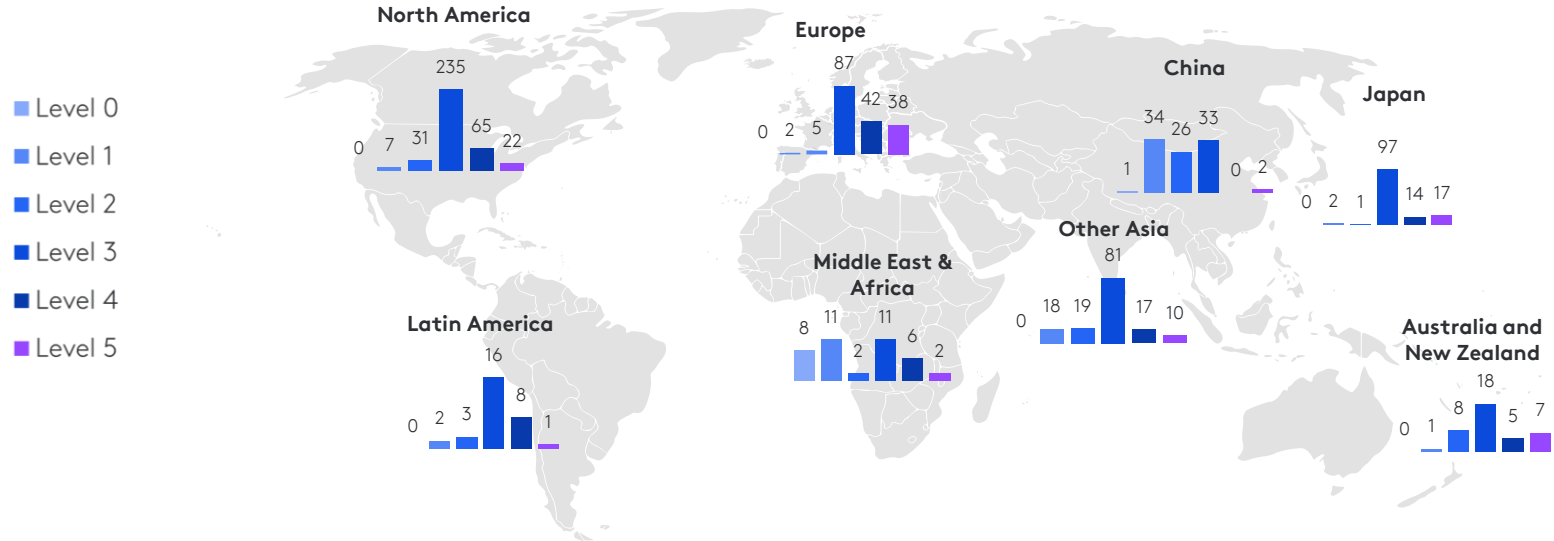 Level 0
Level 1
Level 2
Level 3
Level 4
Level 5
North America
0 7 31 235 65 22
Latin America
0 2 3 16 8 1
Europe
0 2 5 87 42 38
Middle East &
Africa
8 11 2 11 6 2
China
1 34 26 33 0 2
Other Asia
0 18 19 81 17 10
Japan
0 2 1 97 14 17
Australia and
New Zealand
0 1 8 18 5 7